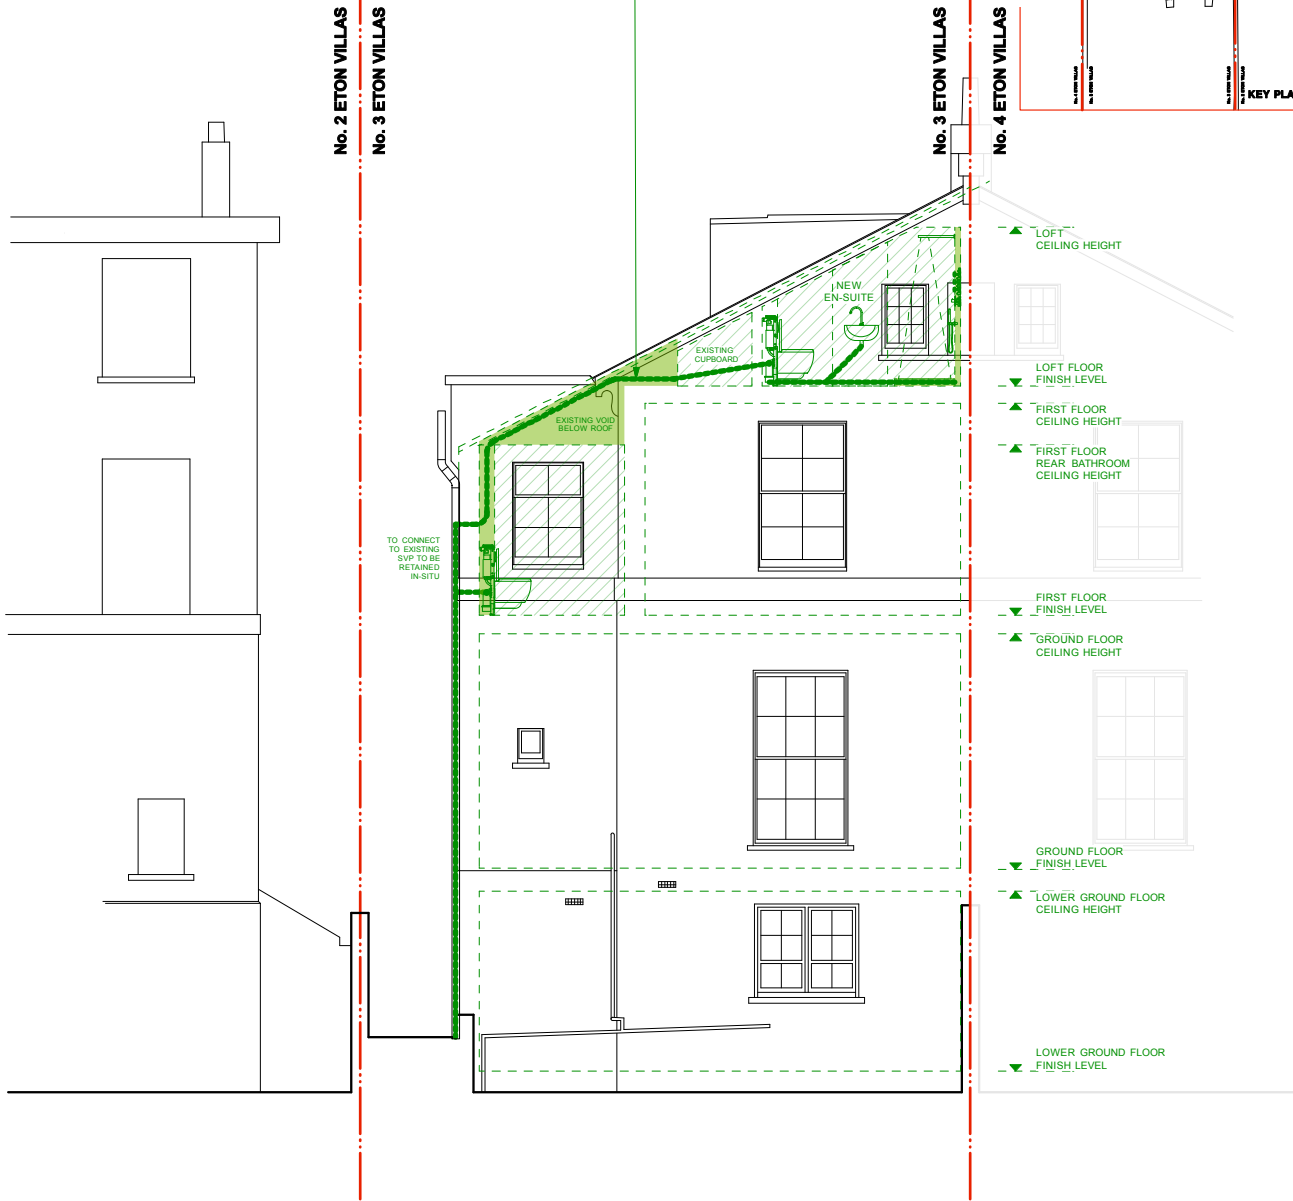 No. 2 ETON VILLAS
No. 3 ETON VILLAS
No. 3 ETON VILLAS
No. 4 ETON VILLAS
KEY PLA
LOFT
CEILING HEIGHT
NEW
EN-SUITE
EXISTING
CUPBOARD
LOFT FLOOR
FINISH LEVEL
FIRST FLOOR
CEILING HEIGHT
EXISTING VOID
BELOW ROOF
FIRST FLOOR
REAR BATHROOM
CEILING HEIGHT
TO CONNECT
TO EXISTING
SVP TO BE
RETAINED
IN-SITU
FIRST FLOOR
FINISH LEVEL
GROUND FLOOR
CEILING HEIGHT
GROUND FLOOR
FINISH LEVEL
LOWER GROUND FLOOR
CEILING HEIGHT
LOWER GROUND FLOOR
FINISH LEVEL